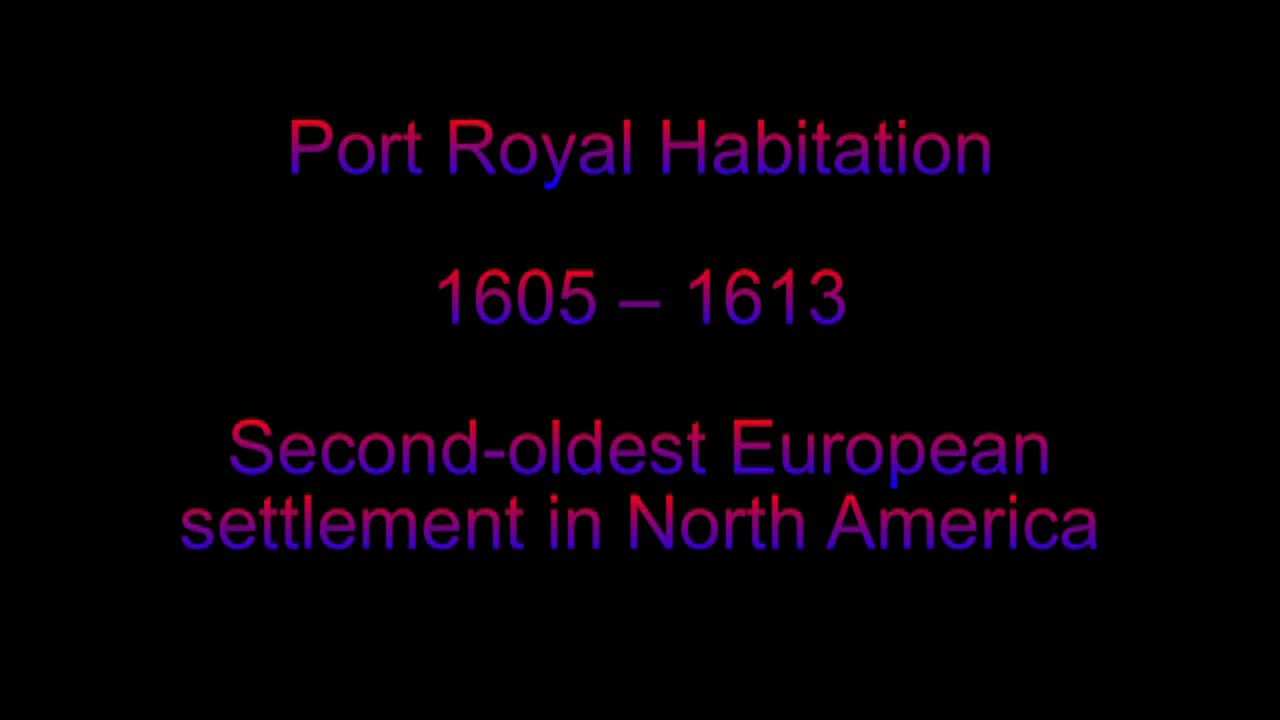 Port Royal Habitation
1605 – 1613
Second-oldest European
settlement in North America